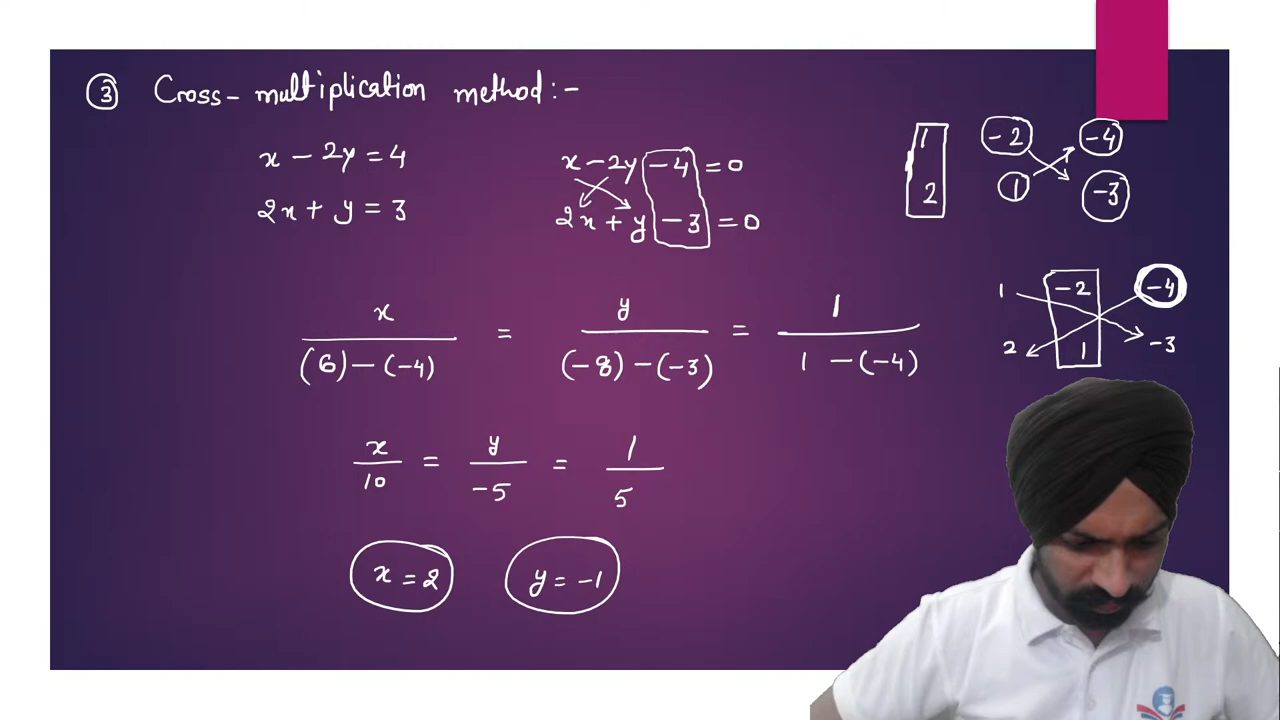 ③ Cross-multiplication method:-
x - 2y = 4
2x + y = 3
x - 2y - 4 = 0
2x + y - 3 = 0
1 -2 -4
2 1 -3
1 -2 -4
2 1 -3
x/((6)-(-4)) = y/((-8)-(-3)) = 1/(1-(-4))
x/10 = y/-5 = 1/5
x = 2 y = -1